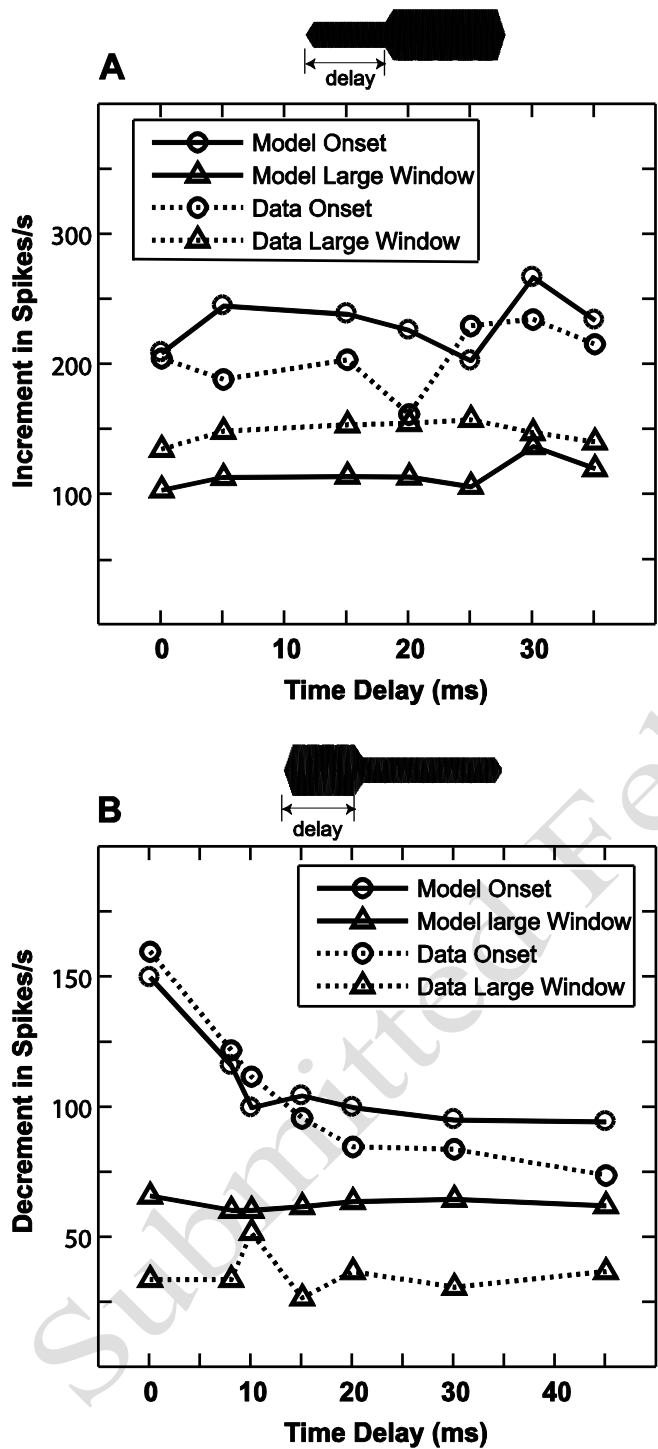 A
delay
Model Onset
Model Large Window
Data Onset
Data Large Window
Increment in Spikes/s
300
200
100
0 10 20 30
Time Delay (ms)
B
delay
Model Onset
Model large Window
Data Onset
Data Large Window
Decrement in Spikes/s
150
100
50
0 10 20 30 40
Time Delay (ms)
Submitted Fe